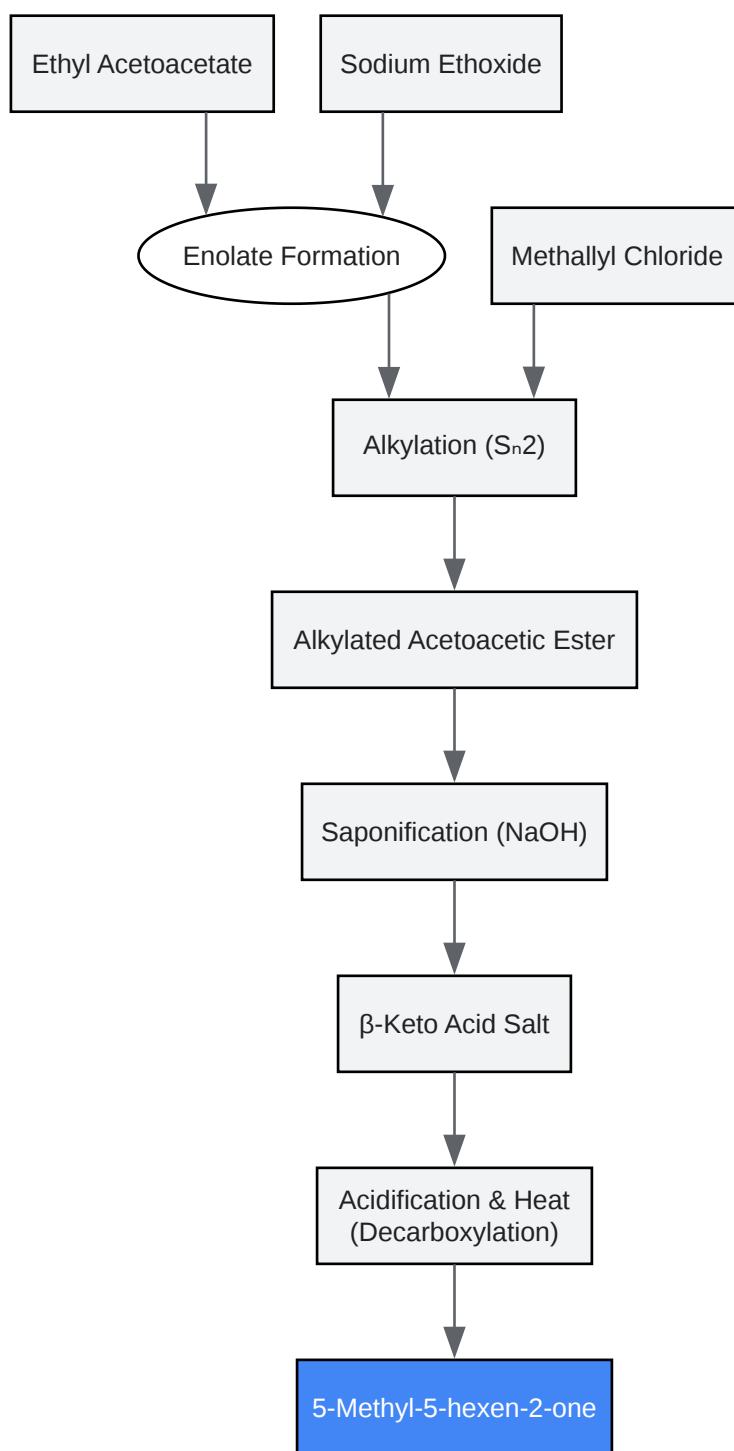 Ethyl Acetoacetate
Sodium Ethoxide
Enolate Formation
Methallyl Chloride
Alkylation (Sₙ2)
Alkylated Acetoacetic Ester
Saponification (NaOH)
β-Keto Acid Salt
Acidification & Heat
(Decarboxylation)
5-Methyl-5-hexen-2-one